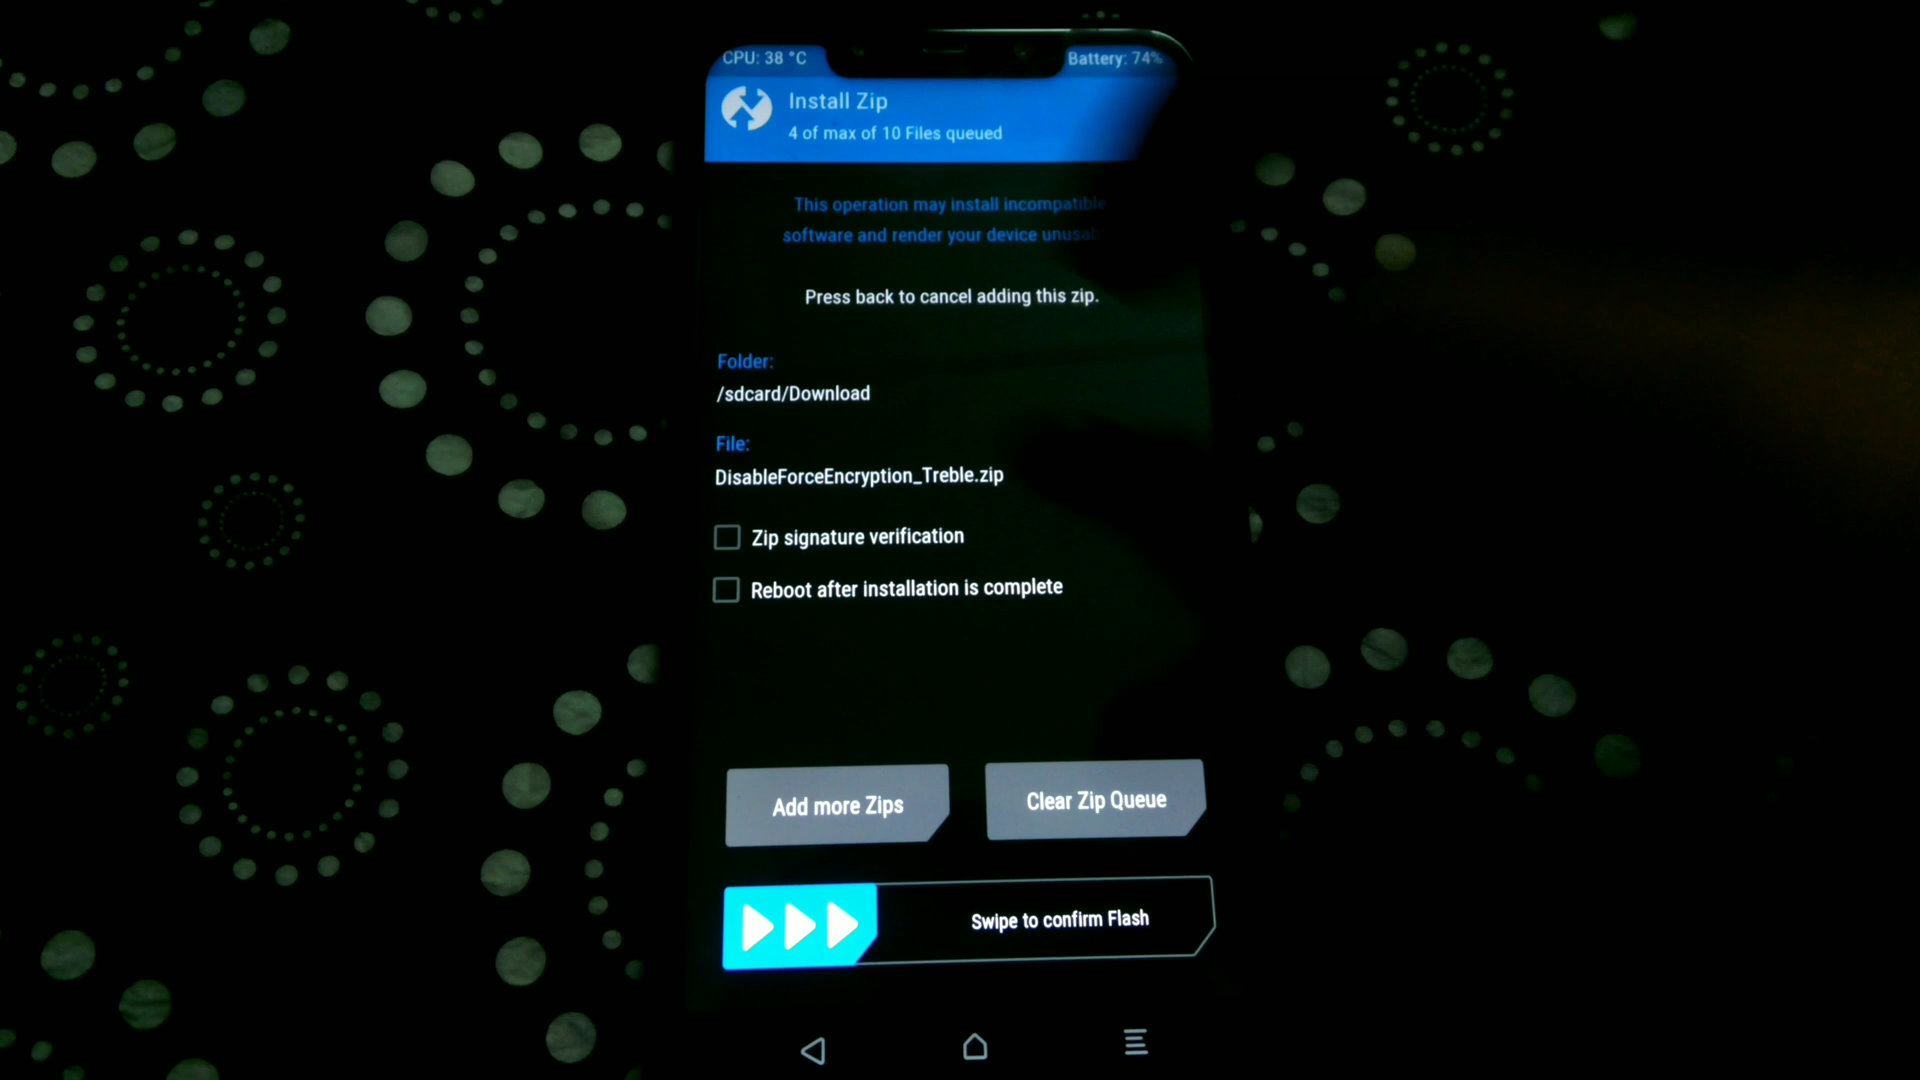 CPU: 38 °C
Battery: 74%
Install Zip
4 of max of 10 Files queued
This operation may install incompatible
software and render your device
Press back to cancel adding this zip.
Folder:
/sdcard/Download
File:
DisableForceEncryption_Treble.zip
Zip signature verification
Reboot after installation is complete
Add more Zips
Clear Zip Queue
Swipe to confirm Flash